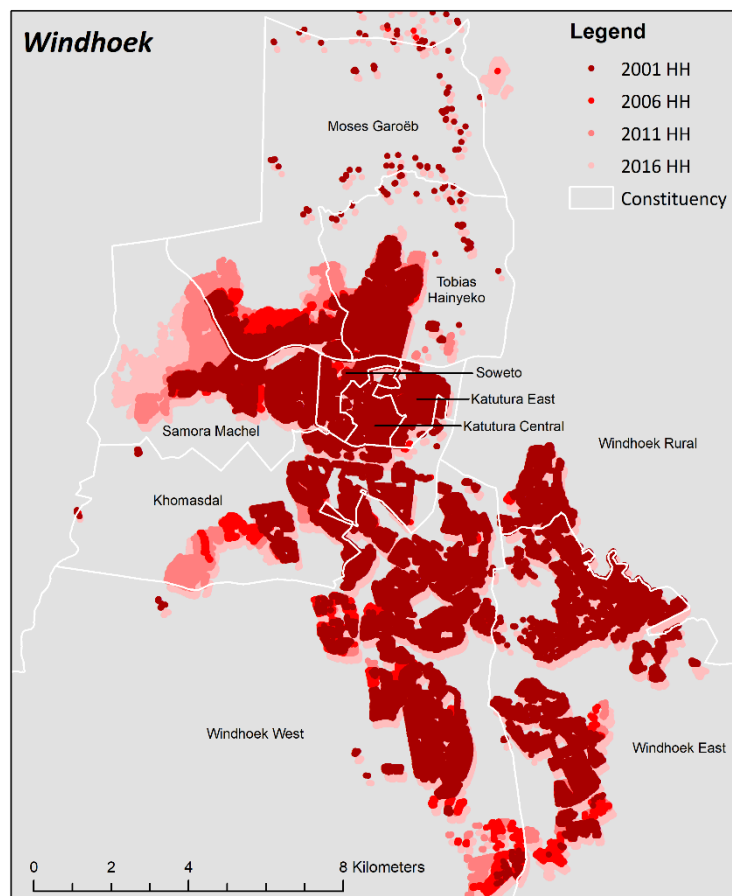 Windhoek
Legend
2001 HH
2006 HH
2011 HH
2016 HH
Constituency
Moses Garoëb
Tobias
Hainyeko
Soweto
Katutura East
Katutura Central
Samora Machel
Windhoek Rural
Khomasdal
Windhoek West
Windhoek East
0 2 4 8 Kilometers